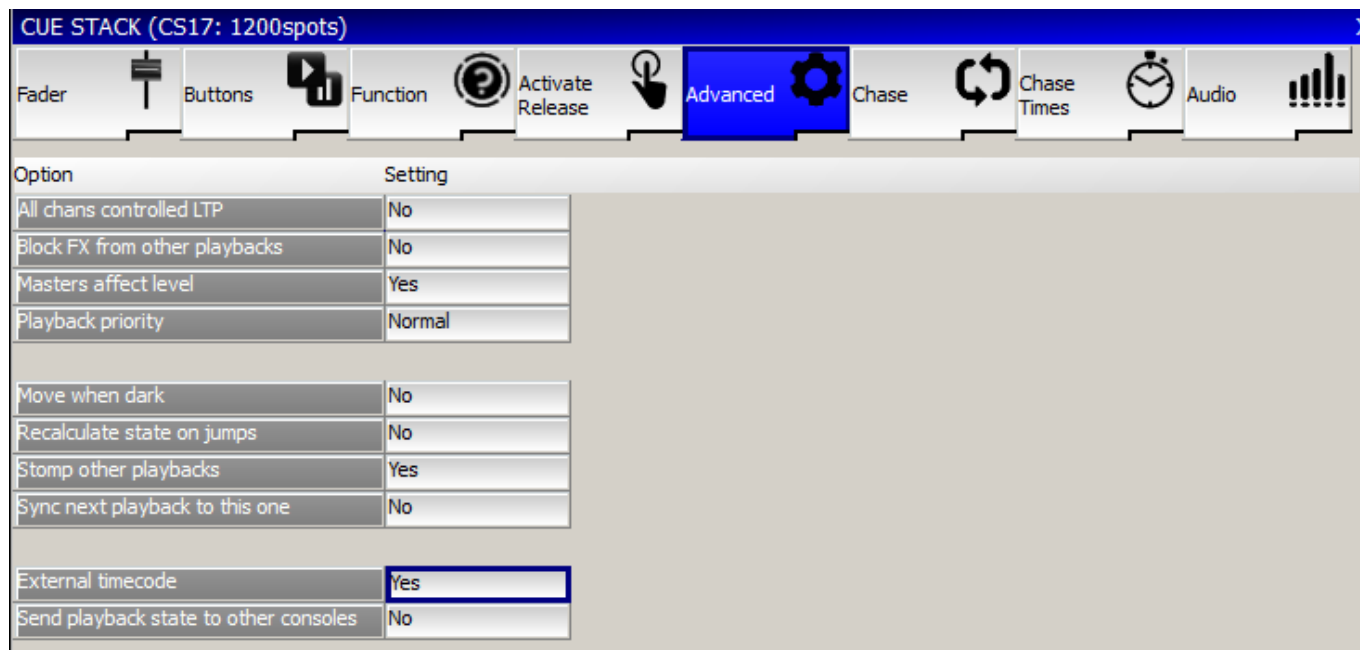 CUE STACK (CS17: 1200spots)
Fader Buttons Function Activate Release Advanced Chase Chase Times Audio
Option Setting
All chans controlled LTP No
Block FX from other playbacks No
Masters affect level Yes
Playback priority Normal
Move when dark No
Recalculate state on jumps No
Stomp other playbacks Yes
Sync next playback to this one No
External timecode Yes
Send playback state to other consoles No